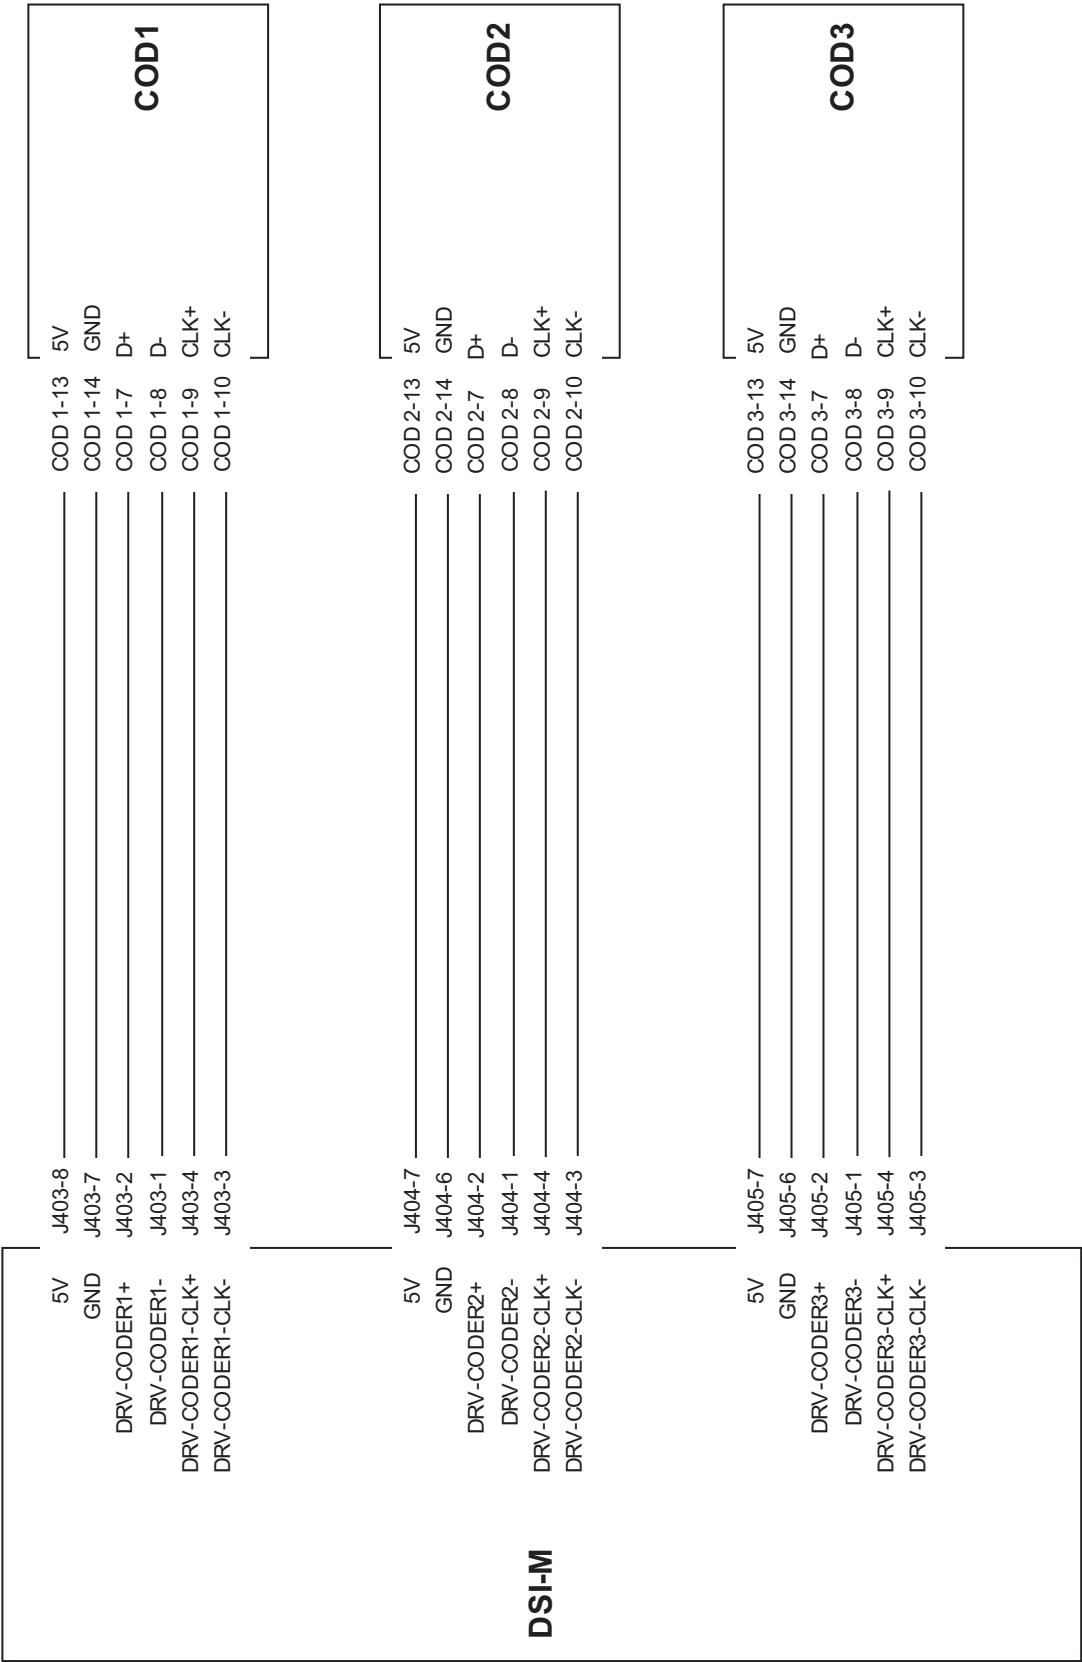 COD1
5V COD 1-13 J403-8 5V
GND COD 1-14 J403-7 GND
D+ COD 1-7 J403-2 DRV-CODER1+
D- COD 1-8 J403-1 DRV-CODER1-
CLK+ COD 1-9 J403-4 DRV-CODER1-CLK+
CLK- COD 1-10 J403-3 DRV-CODER1-CLK-
COD2
5V COD 2-13 J404-7 5V
GND COD 2-14 J404-6 GND
D+ COD 2-7 J404-2 DRV-CODER2+
D- COD 2-8 J404-1 DRV-CODER2-
CLK+ COD 2-9 J404-4 DRV-CODER2-CLK+
CLK- COD 2-10 J404-3 DRV-CODER2-CLK-
COD3
5V COD 3-13 J405-7 5V
GND COD 3-14 J405-6 GND
D+ COD 3-7 J405-2 DRV-CODER3+
D- COD 3-8 J405-1 DRV-CODER3-
CLK+ COD 3-9 J405-4 DRV-CODER3-CLK+
CLK- COD 3-10 J405-3 DRV-CODER3-CLK-
DSI-M